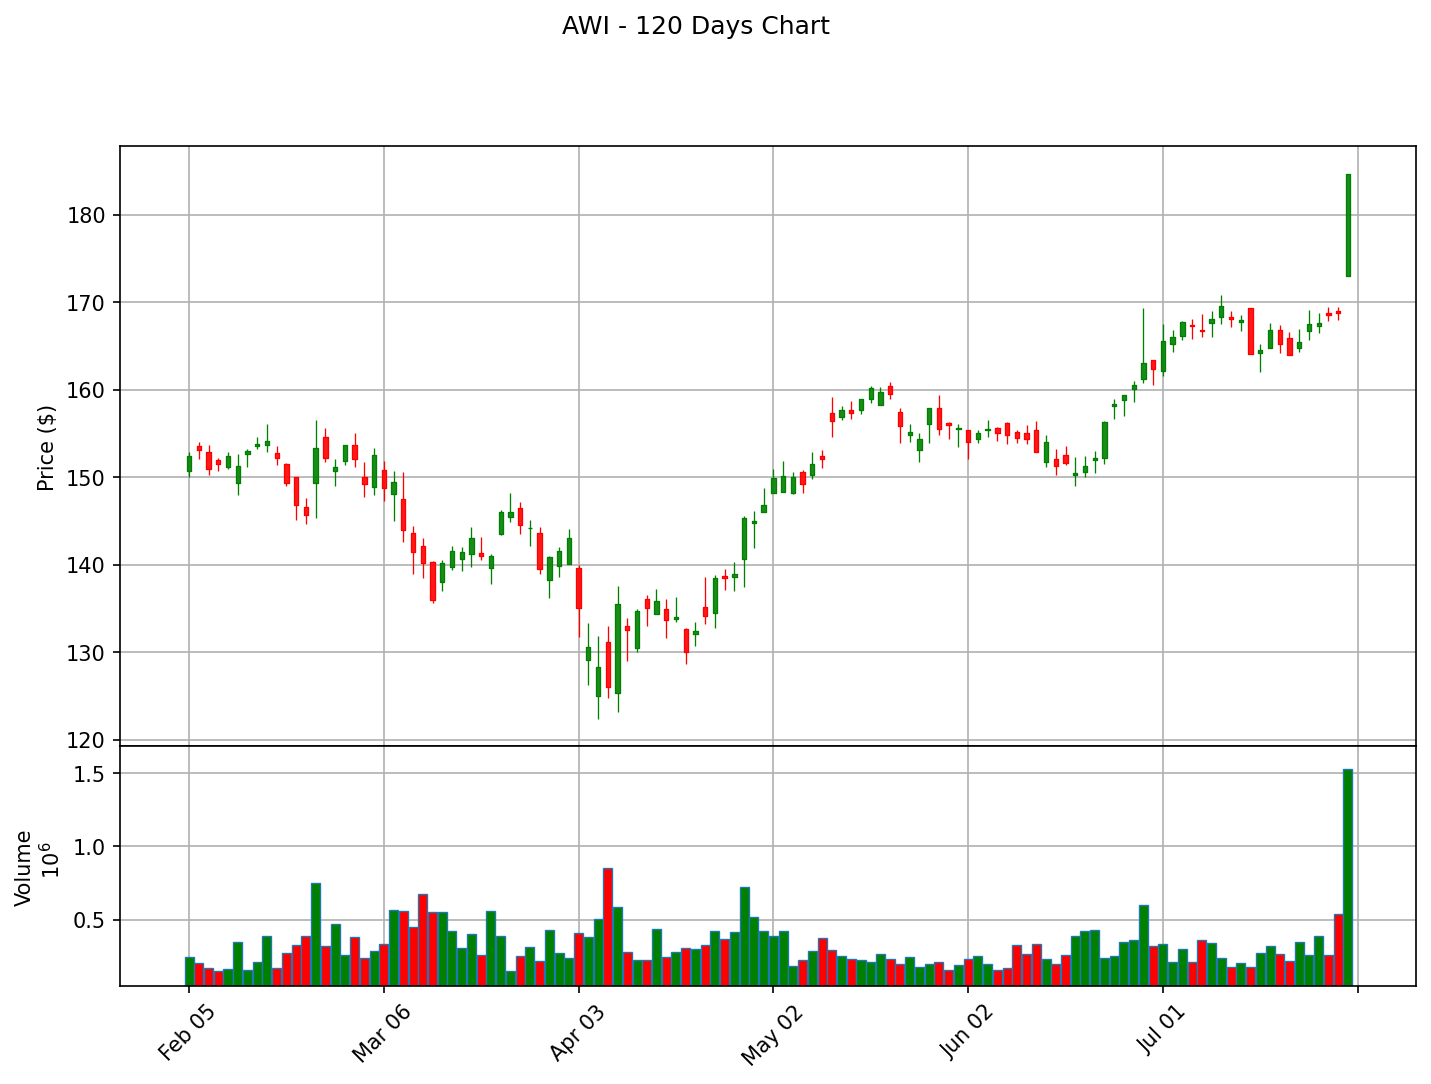 AWI - 120 Days Chart
Price ($)
180
170
160
150
140
130
120
Volume
10⁶
1.5
1.0
0.5
Feb 05
Mar 06
Apr 03
May 02
Jun 02
Jul 01